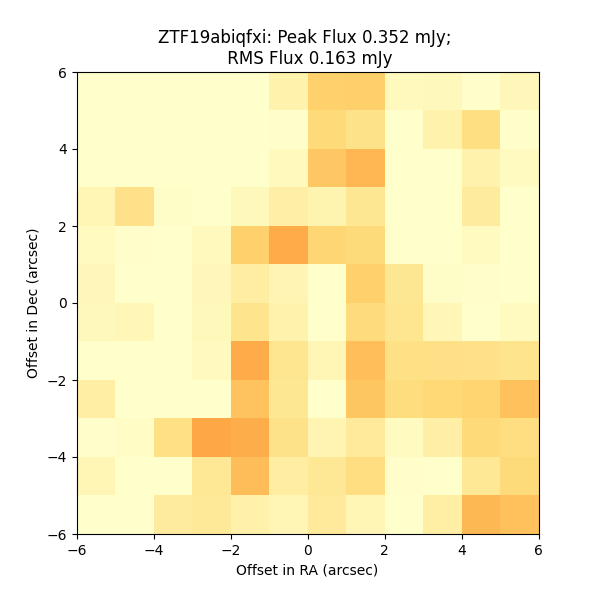 ZTF19abiqfxi: Peak Flux 0.352 mJy;
RMS Flux 0.163 mJy
6
4
2
0
−2
−4
−6
Offset in Dec (arcsec)
−6 −4 −2 0 2 4 6
Offset in RA (arcsec)